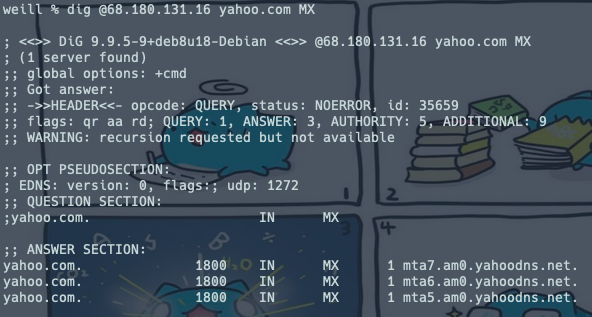 weill % dig @68.180.131.16 yahoo.com MX
; <<>> DiG 9.9.5-9+deb8u18-Debian <<>> @68.180.131.16 yahoo.com MX
; (1 server found)
;; global options: +cmd
;; Got answer:
;; ->>HEADER<<- opcode: QUERY, status: NOERROR, id: 35659
;; flags: qr aa rd; QUERY: 1, ANSWER: 3, AUTHORITY: 5, ADDITIONAL: 9
;; WARNING: recursion requested but not available
;; OPT PSEUDOSECTION:
; EDNS: version: 0, flags:; udp: 1272
;; QUESTION SECTION:
;yahoo.com. IN MX
;; ANSWER SECTION:
yahoo.com. 1800 IN MX 1 mta7.am0.yahoodns.net.
yahoo.com. 1800 IN MX 1 mta6.am0.yahoodns.net.
yahoo.com. 1800 IN MX 1 mta5.am0.yahoodns.net.
1
2
3
4